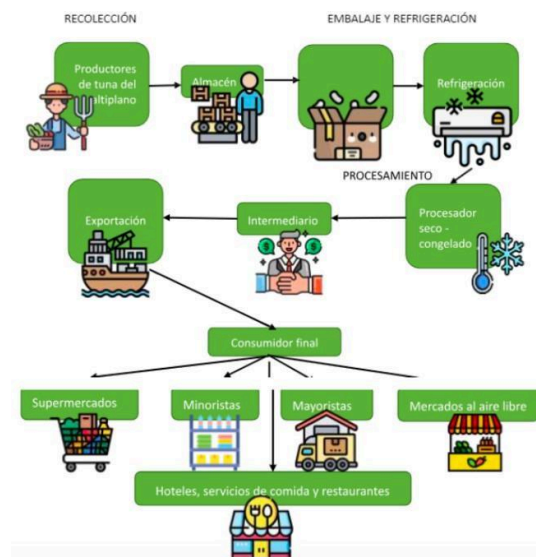 RECOLECCIÓN
EMBALAJE Y REFRIGERACIÓN
Productores
de tuna del
ltiplano
Almacén
Refrigeración
PROCESAMIENTO
Exportación
Intermediario
Procesador
seco -
congelado
Consumidor final
Supermercados
Minoristas
Mayoristas
Mercados al aire libre
Hoteles, servicios de comida y restaurantes